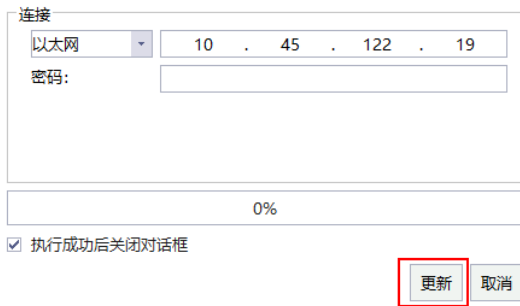 连接
以太网 10 . 45 . 122 . 19
密码:
0%
执行成功后关闭对话框
更新 取消